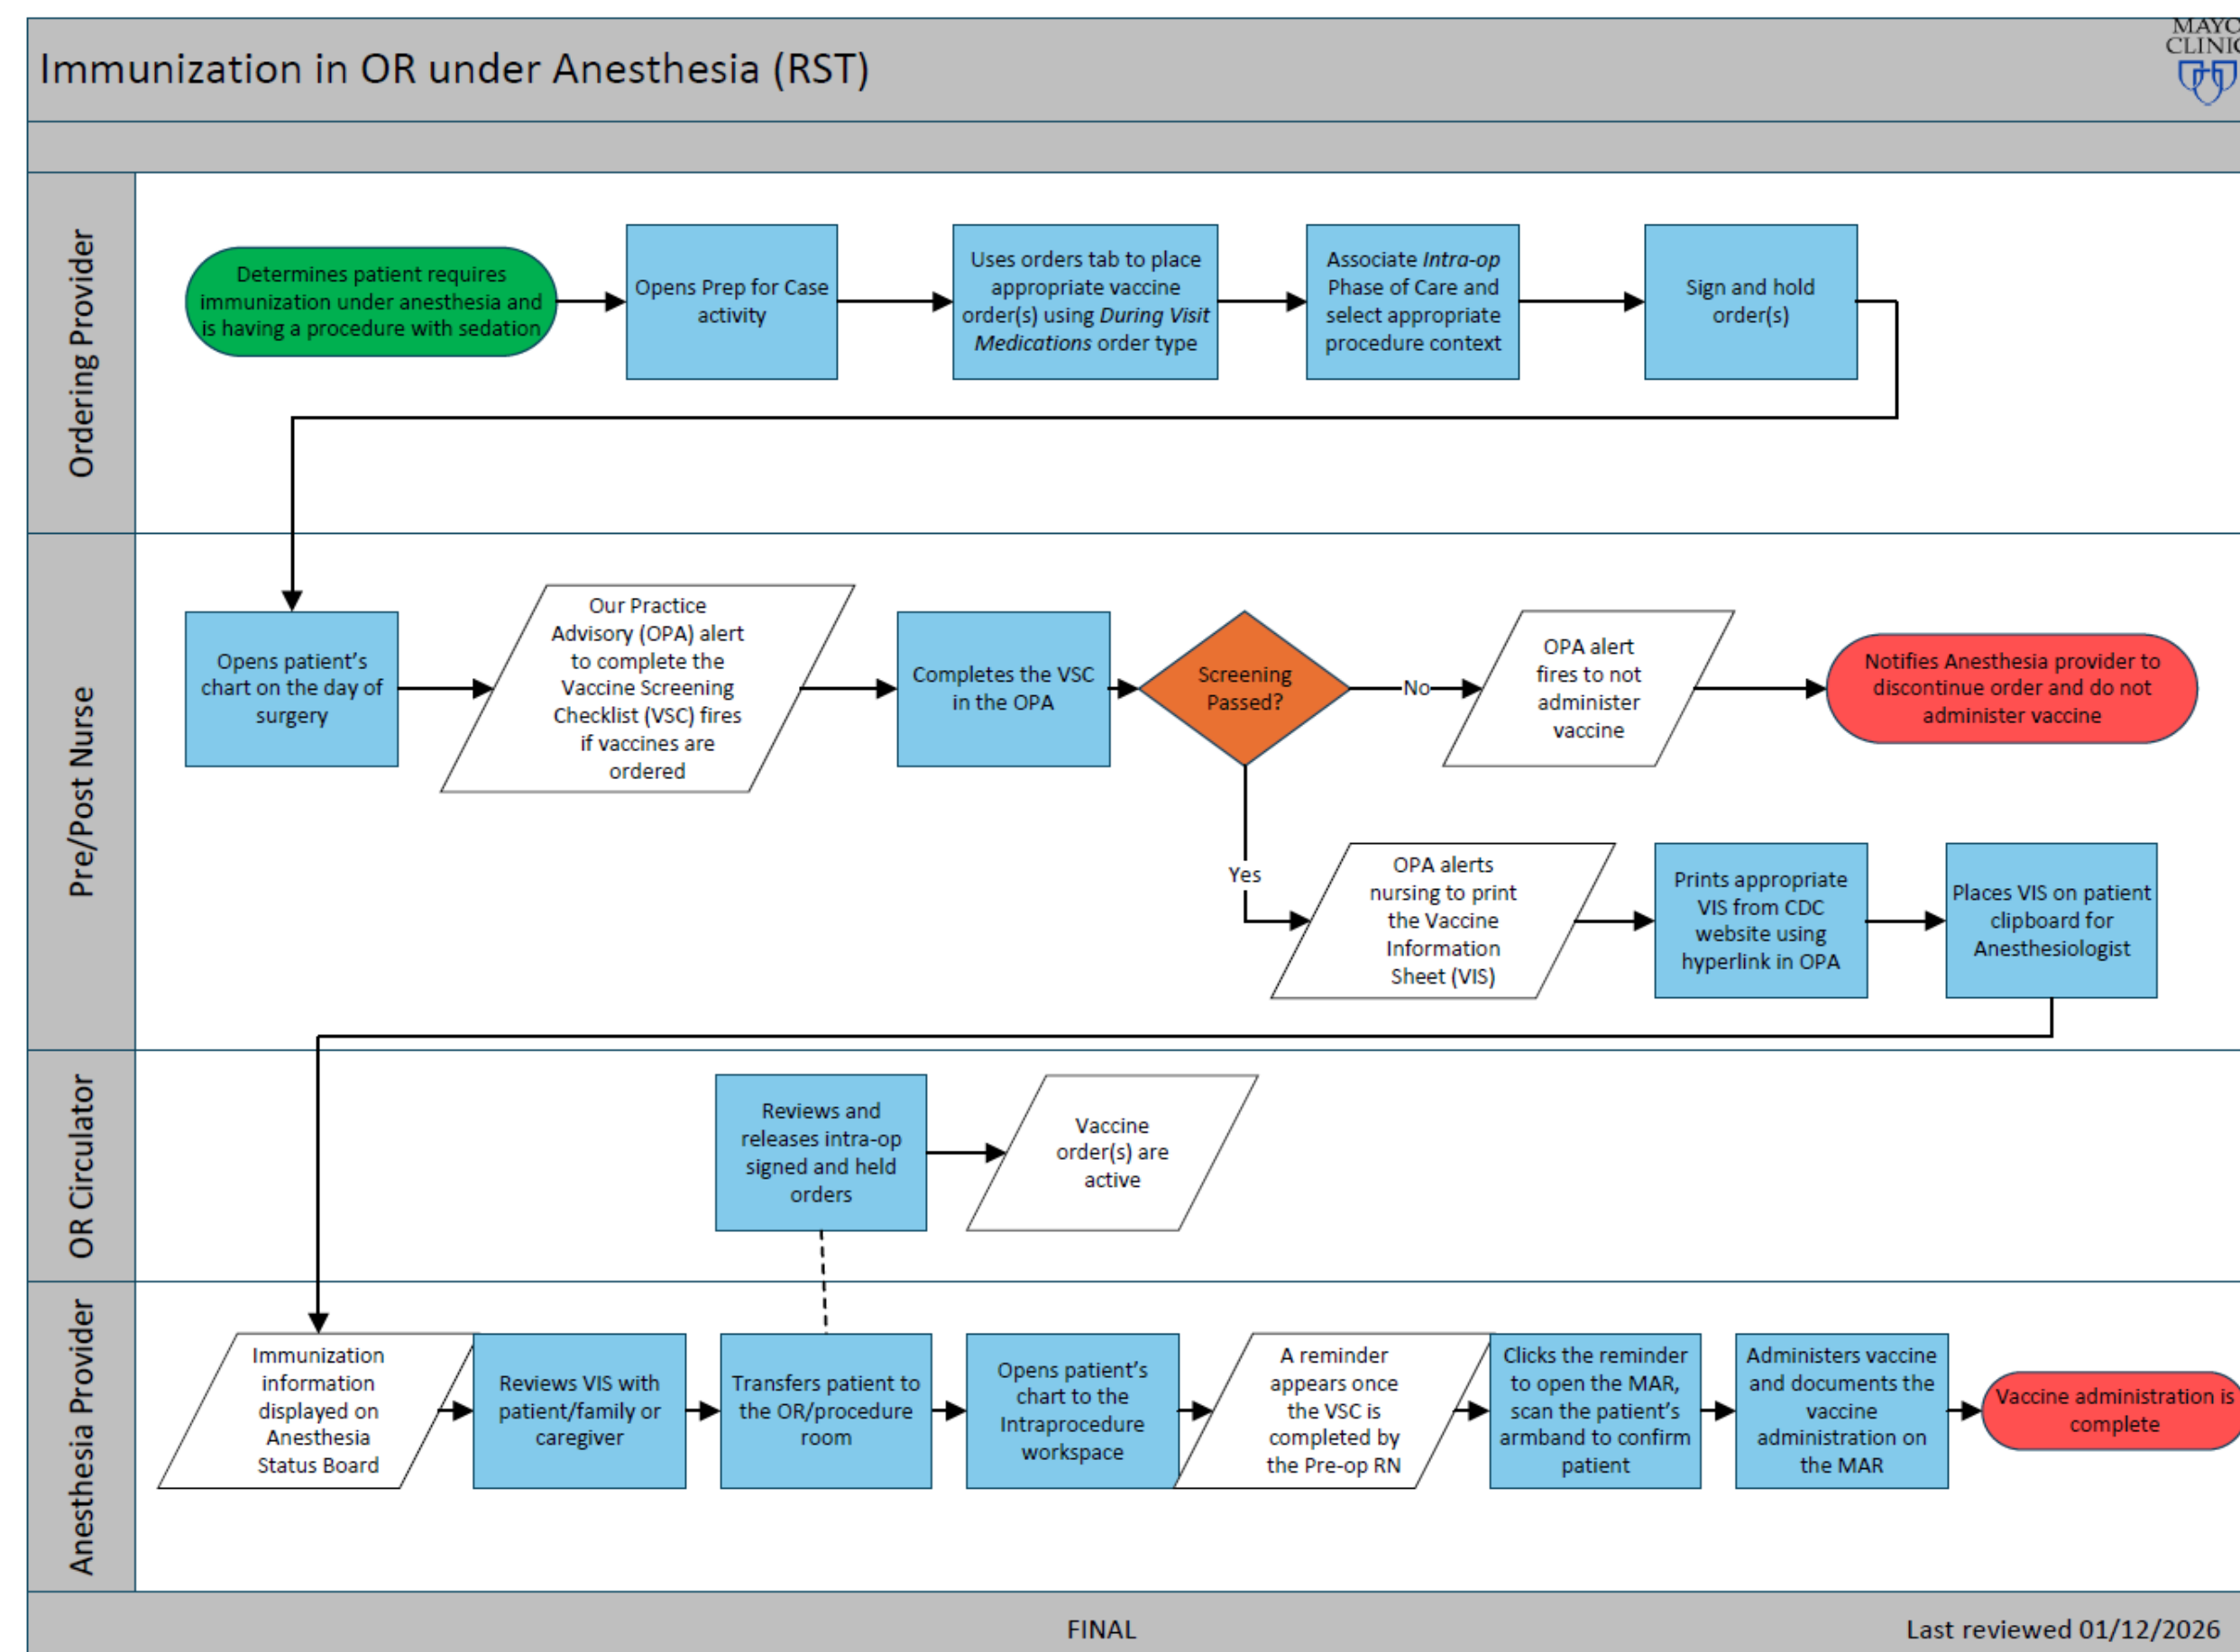 MAYO
CLINIC
Immunization in OR under Anesthesia (RST)
Ordering Provider
Determines patient requires
immunization under anesthesia and
is having a procedure with sedation
Opens Prep for Case
activity
Uses orders tab to place
appropriate vaccine
order(s) using During Visit
Medications order type
Associate Intra-op
Phase of Care and
select appropriate
procedure context
Sign and hold
order(s)
Pre/Post Nurse
Opens patient’s
chart on the day of
surgery
Our Practice
Advisory (OPA) alert
to complete the
Vaccine Screening
Checklist (VSC) fires
if vaccines are
ordered
Completes the VSC
in the OPA
Screening
Passed?
No
OPA alert
fires to not
administer
vaccine
Notifies Anesthesia provider to
discontinue order and do not
administer vaccine
Yes
OPA alerts
nursing to print
the Vaccine
Information
Sheet (VIS)
Prints appropriate
VIS from CDC
website using
hyperlink in OPA
Places VIS on patient
clipboard for
Anesthesiologist
OR Circulator
Reviews and
releases intra-op
signed and held
orders
Vaccine
order(s) are
active
Anesthesia Provider
Immunization
information
displayed on
Anesthesia
Status Board
Reviews VIS with
patient/family or
caregiver
Transfers patient to
the OR/procedure
room
Opens patient’s
chart to the
Intraprocedure
workspace
A reminder
appears once
the VSC is
completed by
the Pre-op RN
Clicks the reminder
to open the MAR,
scan the patient’s
armband to confirm
patient
Administers vaccine
and documents the
vaccine
administration on
the MAR
Vaccine administration is
complete
FINAL
Last reviewed 01/12/2026